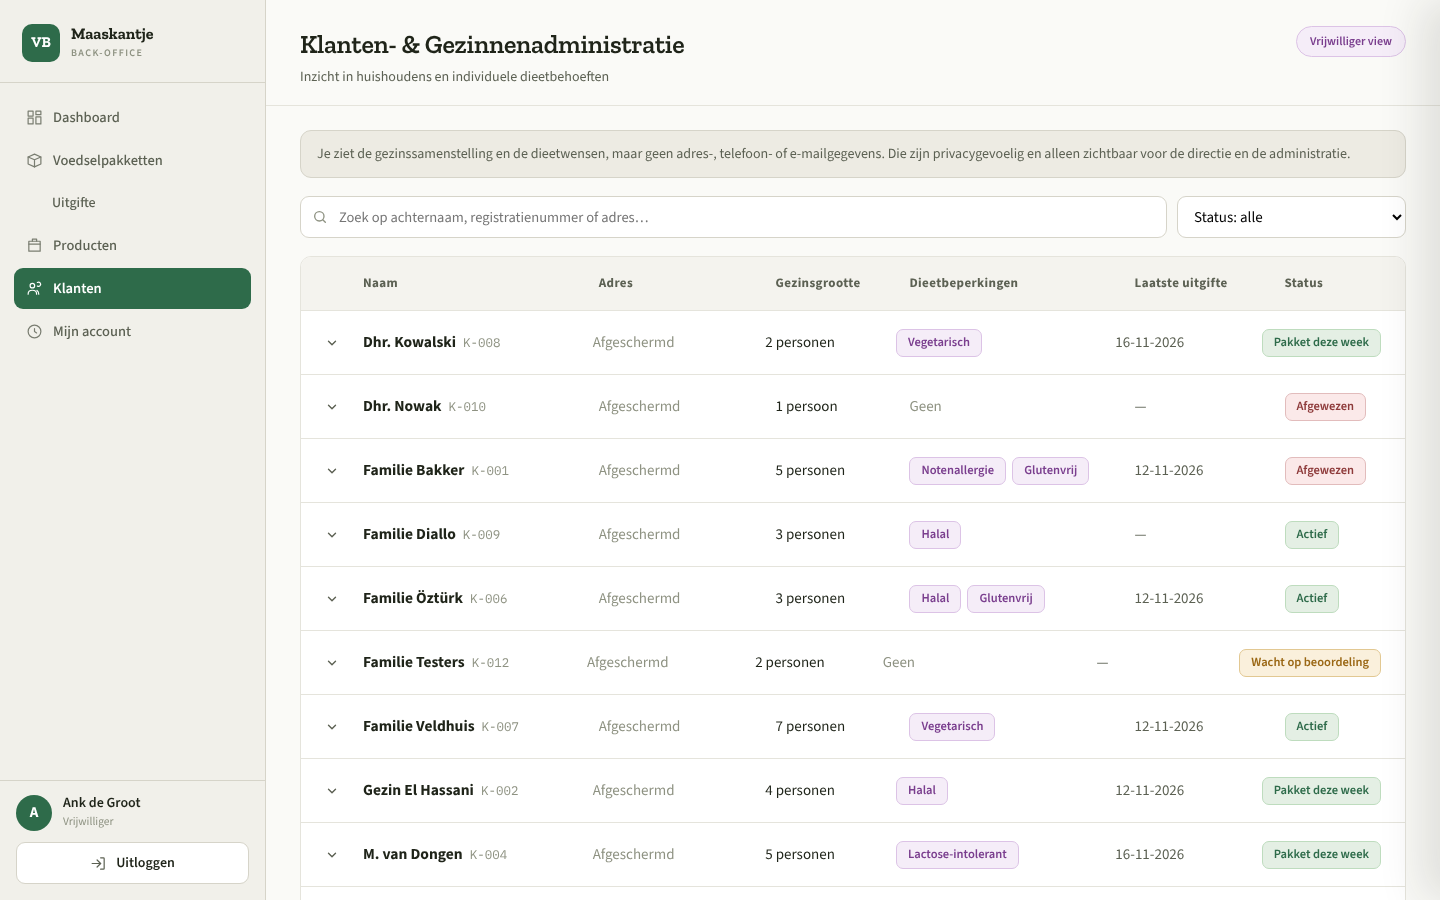 VB
Maaskantje
BACK-OFFICE
Dashboard
Voedselpakketten
Uitgifte
Producten
Klanten
Mijn account
A
Ank de Groot
Vrijwilliger
Uitloggen
Klanten- & Gezinnenadministratie
Inzicht in huishoudens en individuele dieetbehoeften
Vrijwilliger view
Je ziet de gezinssamenstelling en de dieetwensen, maar geen adres-, telefoon- of e-mailgegevens. Die zijn privacygevoelig en alleen zichtbaar voor de directie en de administratie.
Zoek op achternaam, registratienummer of adres…
Status: alle
Naam Adres Gezinsgrootte Dieetbeperkingen Laatste uitgifte Status
Dhr. Kowalski K-008 Afgeschermd 2 personen Vegetarisch 16-11-2026 Pakket deze week
Dhr. Nowak K-010 Afgeschermd 1 persoon Geen — Afgewezen
Familie Bakker K-001 Afgeschermd 5 personen Notenallergie Glutenvrij 12-11-2026 Afgewezen
Familie Diallo K-009 Afgeschermd 3 personen Halal — Actief
Familie Öztürk K-006 Afgeschermd 3 personen Halal Glutenvrij 12-11-2026 Actief
Familie Testers K-012 Afgeschermd 2 personen Geen — Wacht op beoordeling
Familie Veldhuis K-007 Afgeschermd 7 personen Vegetarisch 12-11-2026 Actief
Gezin El Hassani K-002 Afgeschermd 4 personen Halal 12-11-2026 Pakket deze week
M. van Dongen K-004 Afgeschermd 5 personen Lactose-intolerant 16-11-2026 Pakket deze week